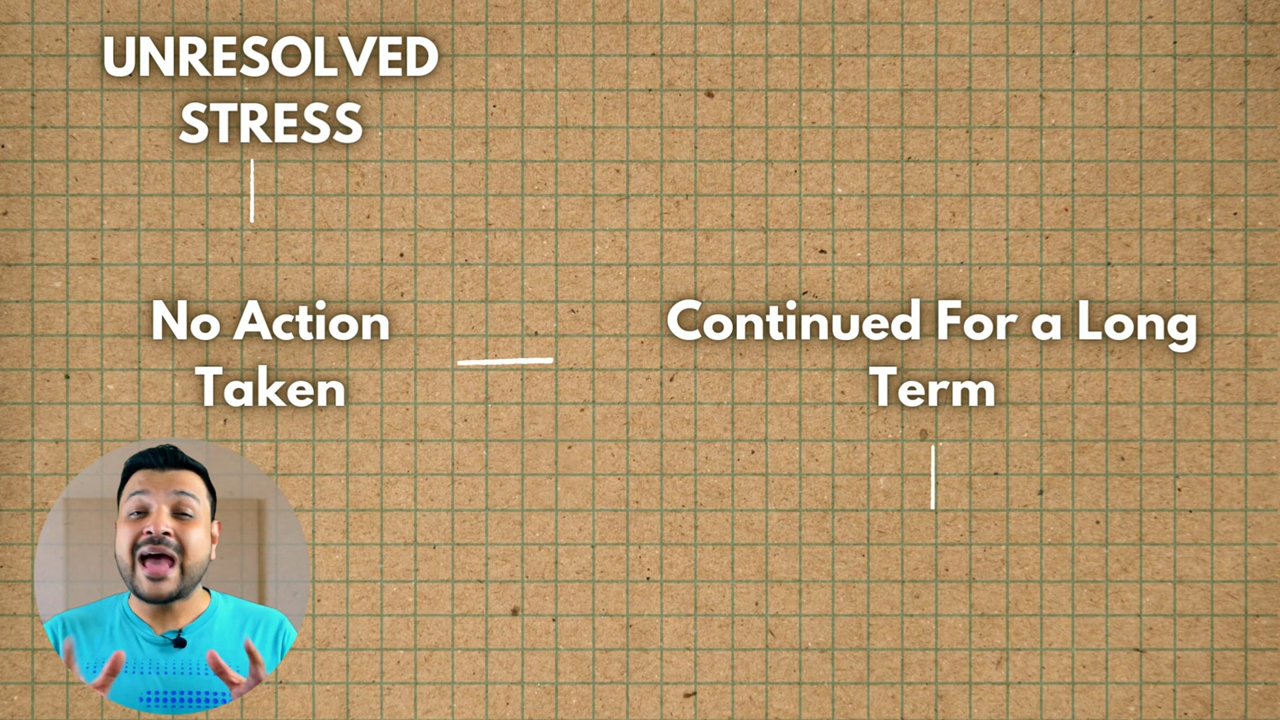 UNRESOLVED
STRESS
No Action
Taken
Continued For a Long
Term